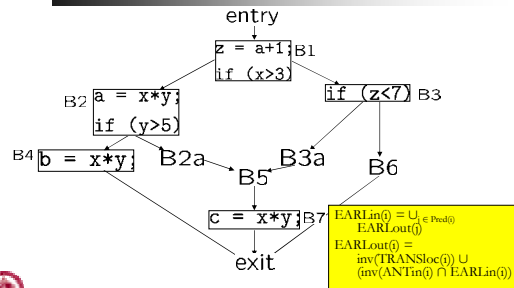 entry
z = a+1;
if (x>3)
B1
B2
a = x*y;
if (y>5)
if (z<7)
B3
B4
b = x*y;
B2a
B3a
B5
B6
c = x*y;
B7
exit
EARLin(i) = ∪j ∈ Pred(i)
EARLout(j)
EARLout(i) =
inv(TRANSloc(i)) ∪
(inv(ANTin(i) ∩ EARLin(i))